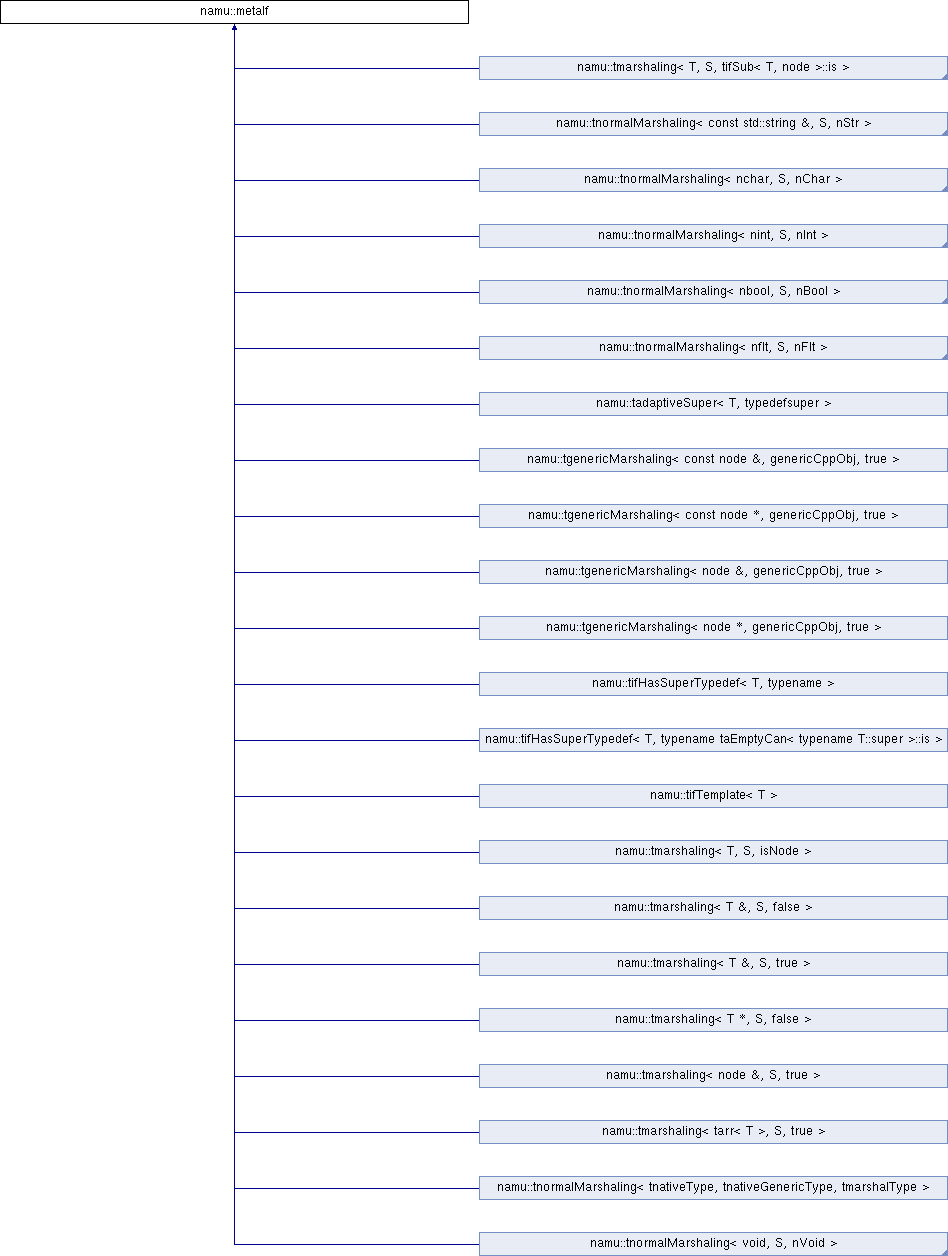 namu::metaIf
namu::tmarshaling< T, S, tifSub< T, node >::is >
namu::tnormalMarshaling< const std::string &, S, nStr >
namu::tnormalMarshaling< nchar, S, nChar >
namu::tnormalMarshaling< nint, S, nInt >
namu::tnormalMarshaling< nbool, S, nBool >
namu::tnormalMarshaling< nflt, S, nFlt >
namu::tadaptiveSuper< T, typedefsuper >
namu::tgenericMarshaling< const node &, genericCppObj, true >
namu::tgenericMarshaling< const node *, genericCppObj, true >
namu::tgenericMarshaling< node &, genericCppObj, true >
namu::tgenericMarshaling< node *, genericCppObj, true >
namu::tifHasSuperTypedef< T, typename >
namu::tifHasSuperTypedef< T, typename taEmptyCan< typename T::super >::is >
namu::tifTemplate< T >
namu::tmarshaling< T, S, isNode >
namu::tmarshaling< T &, S, false >
namu::tmarshaling< T &, S, true >
namu::tmarshaling< T *, S, false >
namu::tmarshaling< node &, S, true >
namu::tmarshaling< tarr< T >, S, true >
namu::tnormalMarshaling< tnativeType, tnativeGenericType, tmarshalType >
namu::tnormalMarshaling< void, S, nVoid >